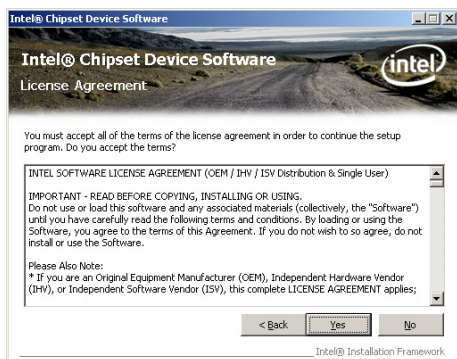 Intel® Chipset Device Software
Intel® Chipset Device Software
intel
License Agreement
You must accept all of the terms of the license agreement in order to continue the setup
program. Do you accept the terms?
INTEL SOFTWARE LICENSE AGREEMENT (OEM / IHV / ISV Distribution & Single User)
IMPORTANT - READ BEFORE COPYING, INSTALLING OR USING.
Do not use or load this software and any associated materials (collectively, the "Software")
until you have carefully read the following terms and conditions. By loading or using the
Software, you agree to the terms of this Agreement. If you do not wish to so agree, do not
install or use the Software.
Please Also Note:
* If you are an Original Equipment Manufacturer (OEM), Independent Hardware Vendor
(IHV), or Independent Software Vendor (ISV), this complete LICENSE AGREEMENT applies;
< Back Yes No
Intel® Installation Framework